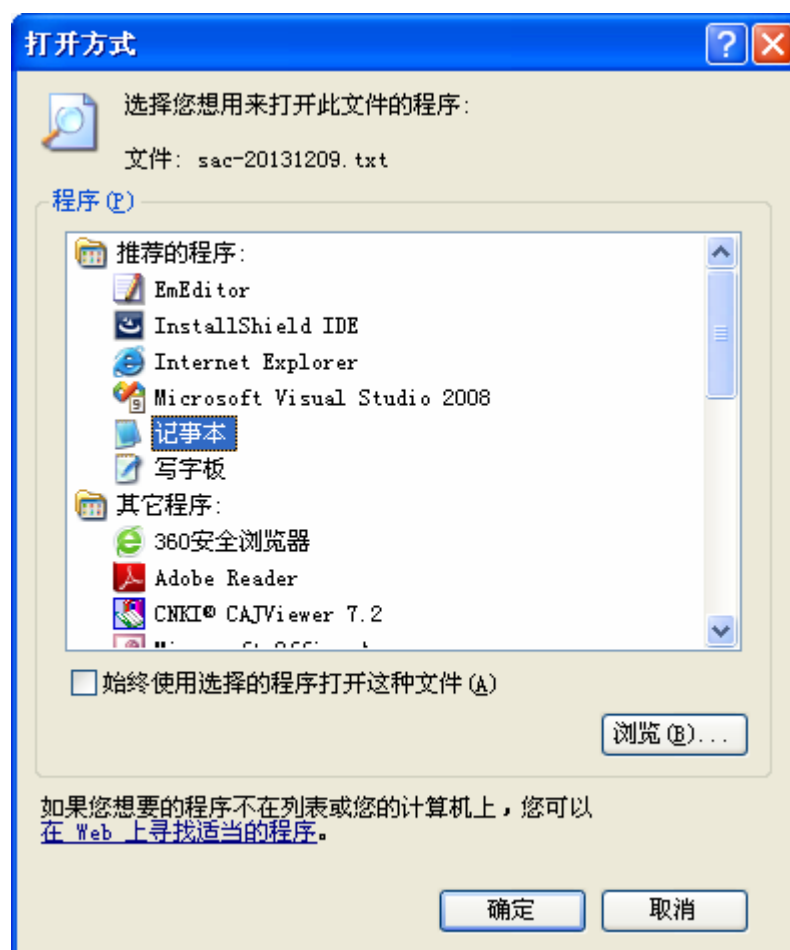 打开方式
选择您想用来打开此文件的程序:
文件: sac-20131209.txt
程序(P)
推荐的程序:
EmEditor
InstallShield IDE
Internet Explorer
Microsoft Visual Studio 2008
记事本
写字板
其它程序:
360安全浏览器
Adobe Reader
CNKI® CAJViewer 7.2
始终使用选择的程序打开这种文件(A)
浏览(B)...
如果您想要的程序不在列表或您的计算机上，您可以
在 Web 上寻找适当的程序。
确定
取消